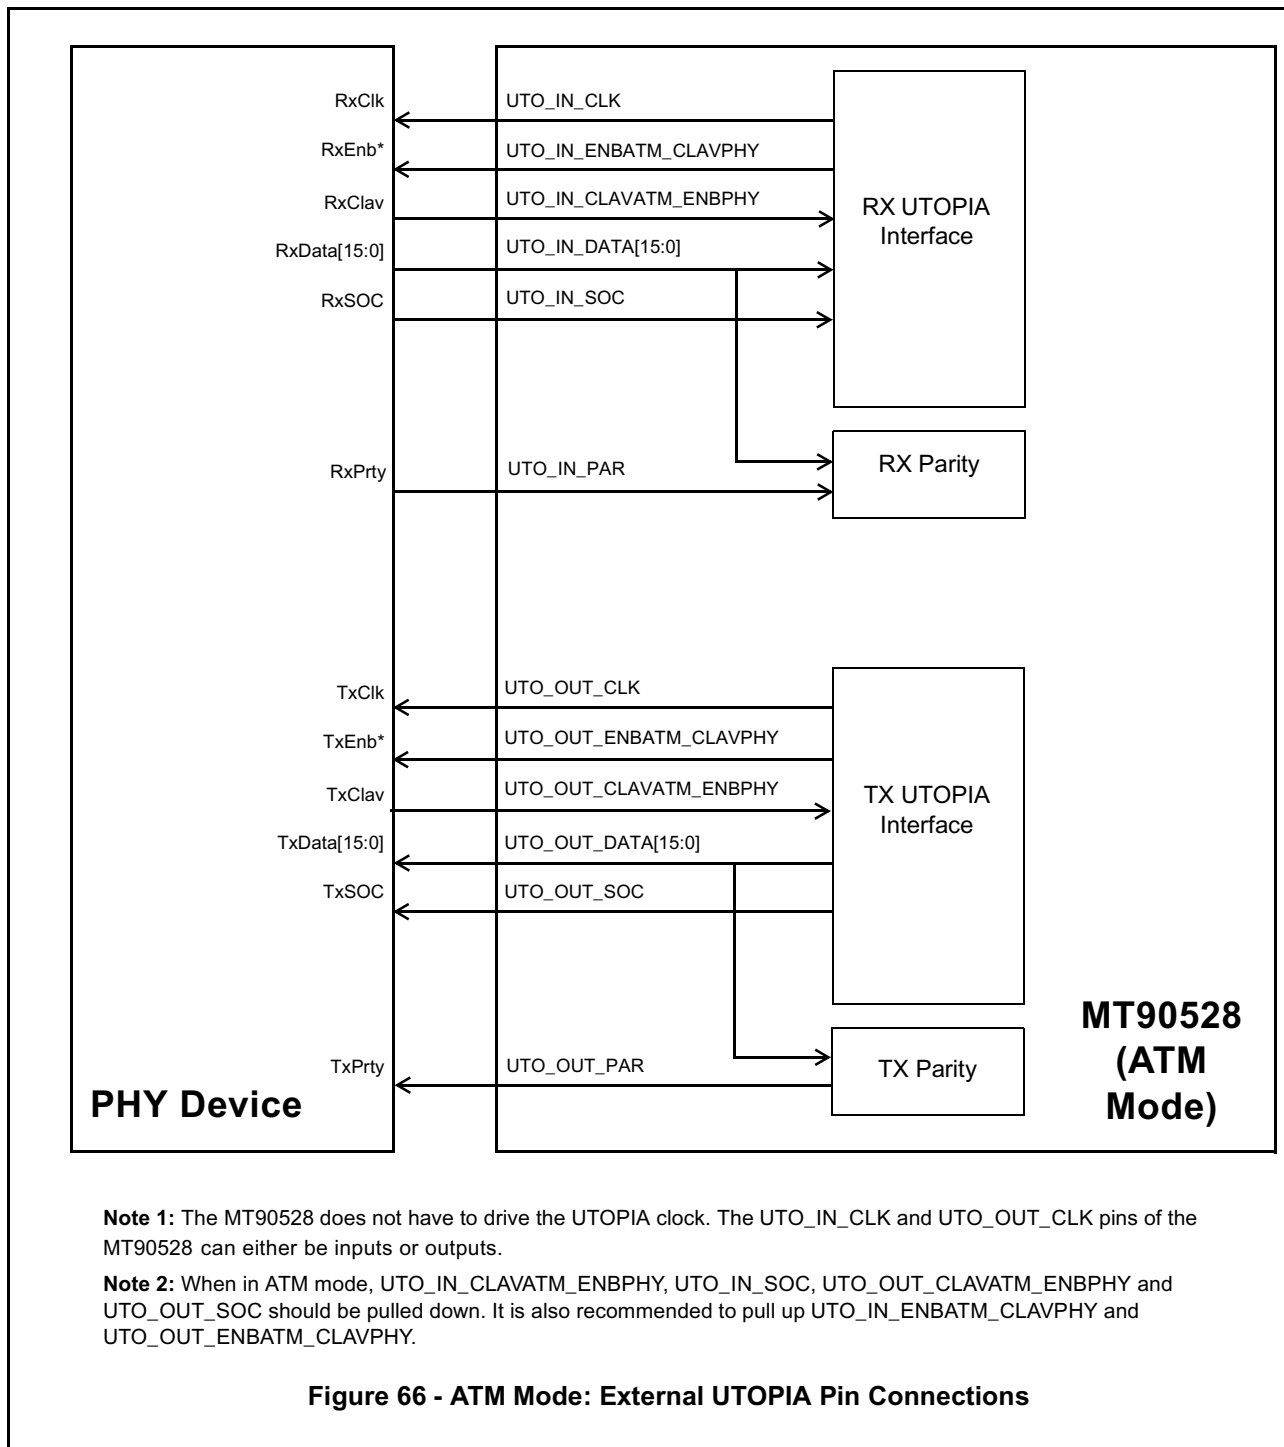 RxClk
UTO_IN_CLK
RxEnb*
UTO_IN_ENBATM_CLAVPHY
RxClav
UTO_IN_CLAVATM_ENBPHY
RxData[15:0]
UTO_IN_DATA[15:0]
RxSOC
UTO_IN_SOC
RX UTOPIA
Interface
RxPrty
UTO_IN_PAR
RX Parity
TxClk
UTO_OUT_CLK
TxEnb*
UTO_OUT_ENBATM_CLAVPHY
TxClav
UTO_OUT_CLAVATM_ENBPHY
TxData[15:0]
UTO_OUT_DATA[15:0]
TxSOC
UTO_OUT_SOC
TX UTOPIA
Interface
TxPrty
UTO_OUT_PAR
TX Parity
PHY Device
MT90528
(ATM
Mode)
Note 1: The MT90528 does not have to drive the UTOPIA clock. The UTO_IN_CLK and UTO_OUT_CLK pins of the
MT90528 can either be inputs or outputs.
Note 2: When in ATM mode, UTO_IN_CLAVATM_ENBPHY, UTO_IN_SOC, UTO_OUT_CLAVATM_ENBPHY and
UTO_OUT_SOC should be pulled down. It is also recommended to pull up UTO_IN_ENBATM_CLAVPHY and
UTO_OUT_ENBATM_CLAVPHY.
Figure 66 - ATM Mode: External UTOPIA Pin Connections